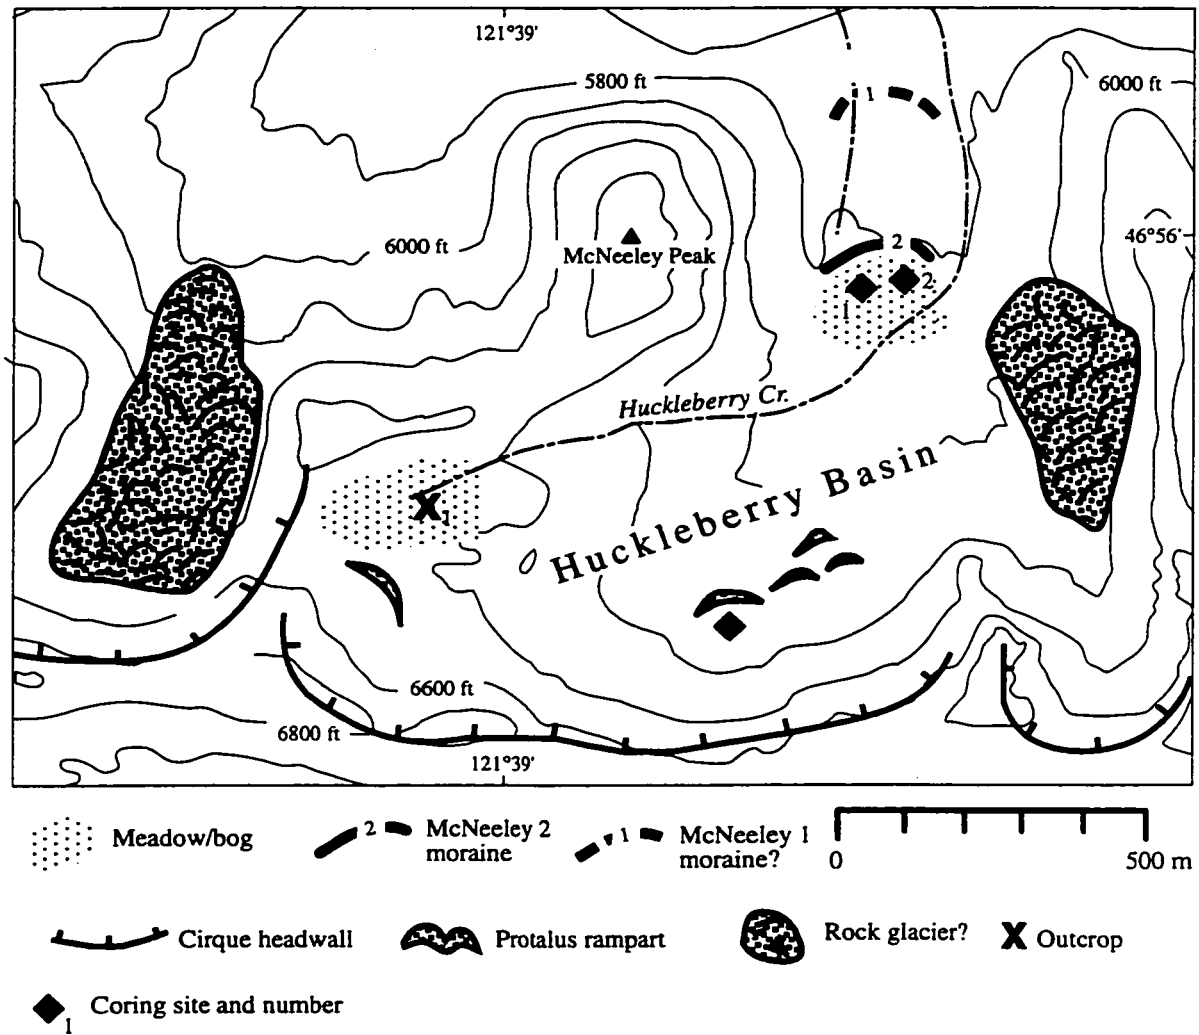 121°39'
5800 ft
1
6000 ft
6000 ft
46°56'
McNeeley Peak
2
1
2
Huckleberry Cr.
Huckleberry Basin
1
6600 ft
6800 ft
121°39'
Meadow/bog
2
McNeeley 2
moraine
1
McNeeley 1
moraine?
0
500 m
Cirque headwall
Protalus rampart
Rock glacier?
X Outcrop
1
Coring site and number